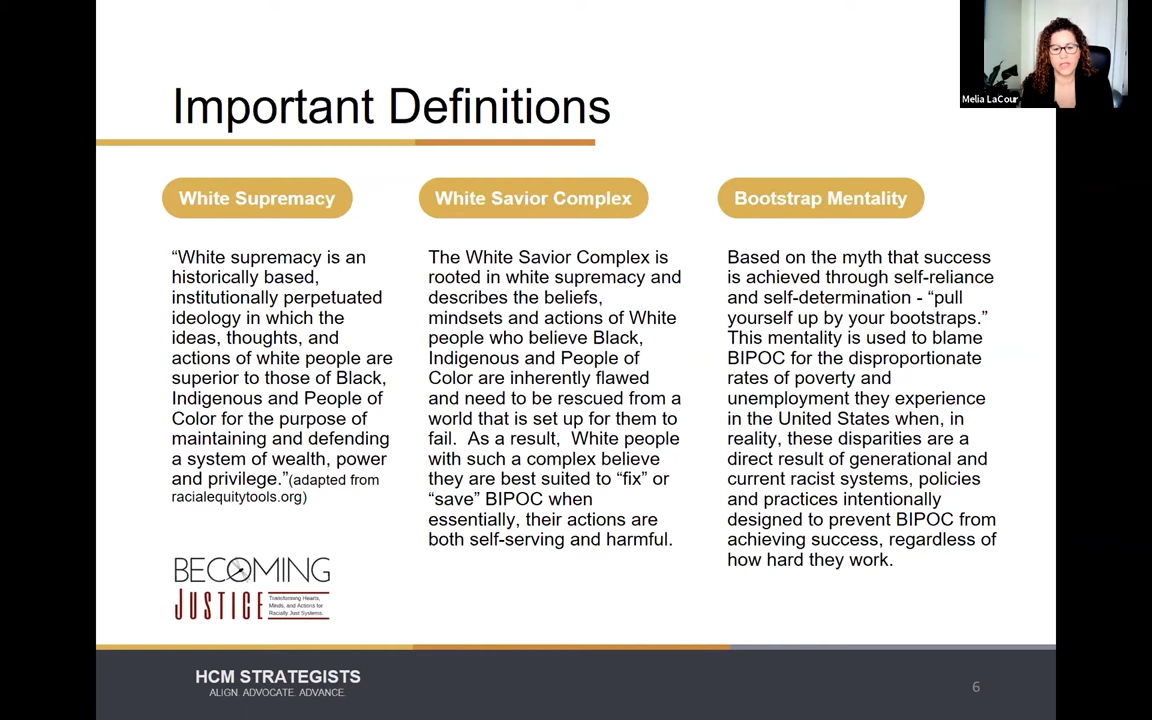 Melia LaCour
Important Definitions
White Supremacy
“White supremacy is an
historically based,
institutionally perpetuated
ideology in which the
ideas, thoughts, and
actions of white people are
superior to those of Black,
Indigenous and People of
Color for the purpose of
maintaining and defending
a system of wealth, power
and privilege.”(adapted from
racialequitytools.org)
White Savior Complex
The White Savior Complex is
rooted in white supremacy and
describes the beliefs,
mindsets and actions of White
people who believe Black,
Indigenous and People of
Color are inherently flawed
and need to be rescued from a
world that is set up for them to
fail.  As a result,  White people
with such a complex believe
they are best suited to “fix” or
“save” BIPOC when
essentially, their actions are
both self-serving and harmful.
Bootstrap Mentality
Based on the myth that success
is achieved through self-reliance
and self-determination - “pull
yourself up by your bootstraps.”
This mentality is used to blame
BIPOC for the disproportionate
rates of poverty and
unemployment they experience
in the United States when, in
reality, these disparities are a
direct result of generational and
current racist systems, policies
and practices intentionally
designed to prevent BIPOC from
achieving success, regardless of
how hard they work.
BECOMING
JUSTICE
Transforming Hearts,
Minds, and Actions for
Racially Just Systems.
HCM STRATEGISTS
ALIGN. ADVOCATE. ADVANCE.
6